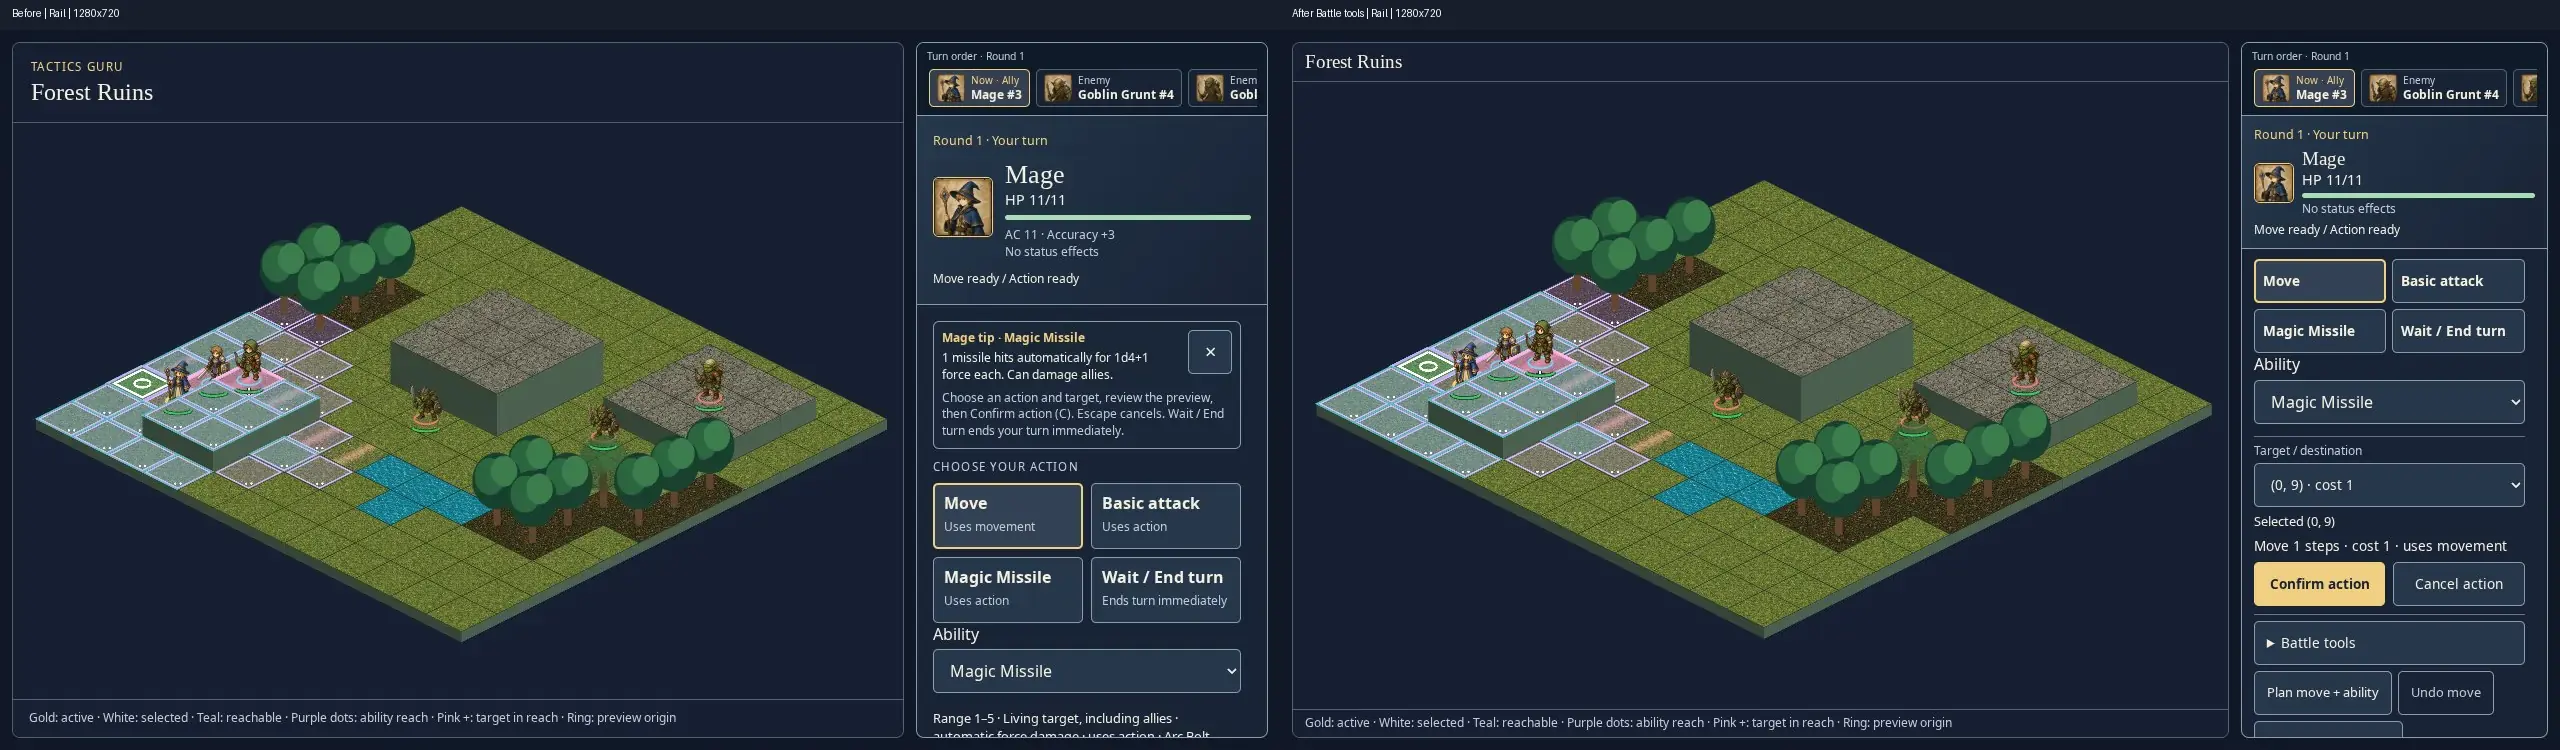 Before | Rail | 1280x720
TACTICS GURU
Forest Ruins
Gold: active · White: selected · Teal: reachable · Purple dots: ability reach · Pink +: target in reach · Ring: preview origin
Turn order · Round 1
Now · Ally
Mage #3
Enemy
Goblin Grunt #4
Enem
Gobl
Round 1 · Your turn
Mage
HP 11/11
AC 11 · Accuracy +3
No status effects
Move ready / Action ready
Mage tip · Magic Missile
1 missile hits automatically for 1d4+1
force each. Can damage allies.
Choose an action and target, review the preview,
then Confirm action (C). Escape cancels. Wait / End
turn ends your turn immediately.
CHOOSE YOUR ACTION
Move
Uses movement
Basic attack
Uses action
Magic Missile
Uses action
Wait / End turn
Ends turn immediately
Ability
Magic Missile
Range 1–5 · Living target, including allies ·
automatic force damage · uses action · Arc Bolt
After Battle tools | Rail | 1280x720
Forest Ruins
Gold: active · White: selected · Teal: reachable · Purple dots: ability reach · Pink +: target in reach · Ring: preview origin
Turn order · Round 1
Now · Ally
Mage #3
Enemy
Goblin Grunt #4
Round 1 · Your turn
Mage
HP 11/11
No status effects
Move ready / Action ready
Move
Basic attack
Magic Missile
Wait / End turn
Ability
Magic Missile
Target / destination
(0, 9) · cost 1
Selected (0, 9)
Move 1 steps · cost 1 · uses movement
Confirm action
Cancel action
▶ Battle tools
Plan move + ability
Undo move